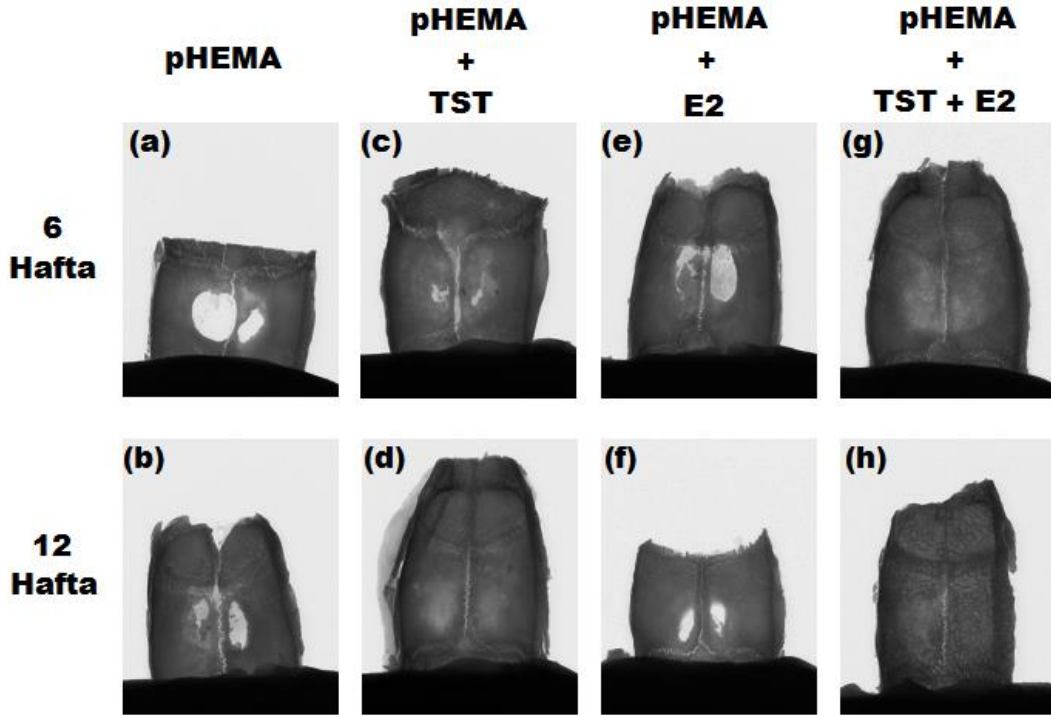 pHEMA
pHEMA
+
TST
pHEMA
+
E2
pHEMA
+
TST + E2
6
Hafta
(a)
(c)
(e)
(g)
12
Hafta
(b)
(d)
(f)
(h)